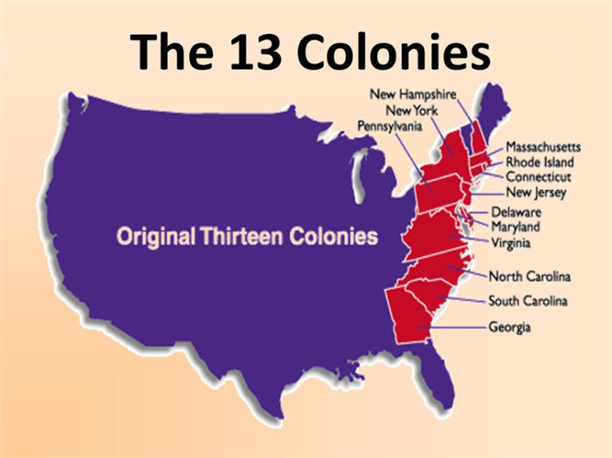 The 13 Colonies
New Hampshire
New York
Pennsylvania
Massachusetts
Rhode Island
Connecticut
New Jersey
Delaware
Maryland
Original Thirteen Colonies
Virginia
North Carolina
South Carolina
Georgia